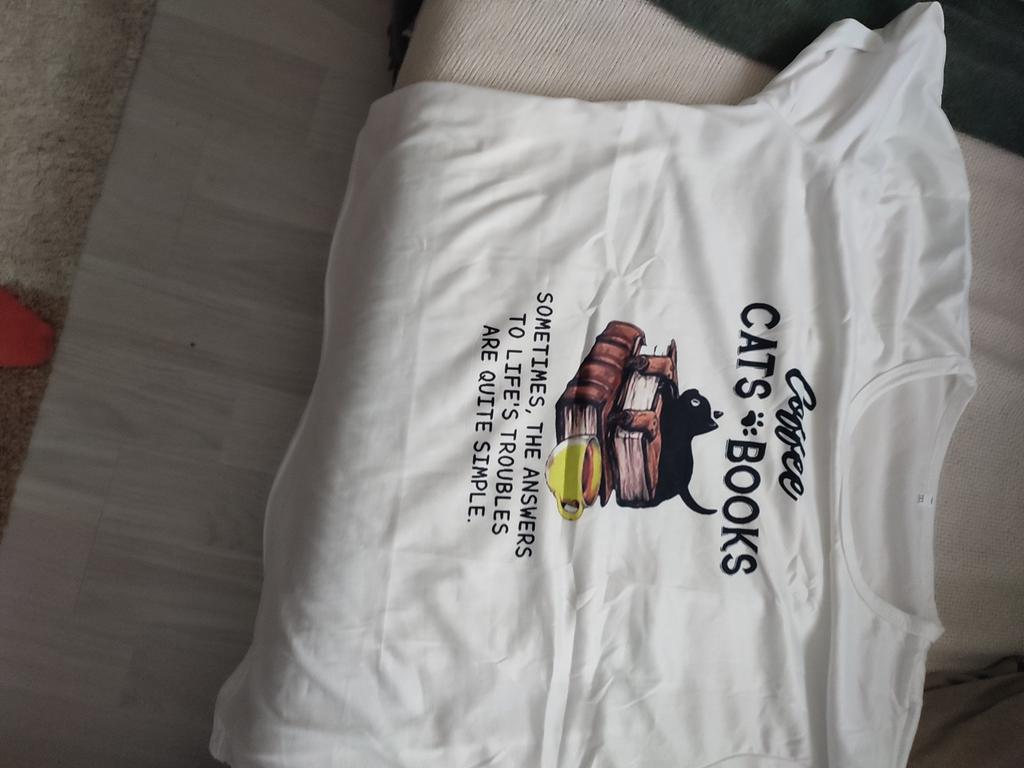 Coffee
CATS BOOKS
SOMETIMES, THE ANSWERS
TO LIFE'S TROUBLES
ARE QUITE SIMPLE.